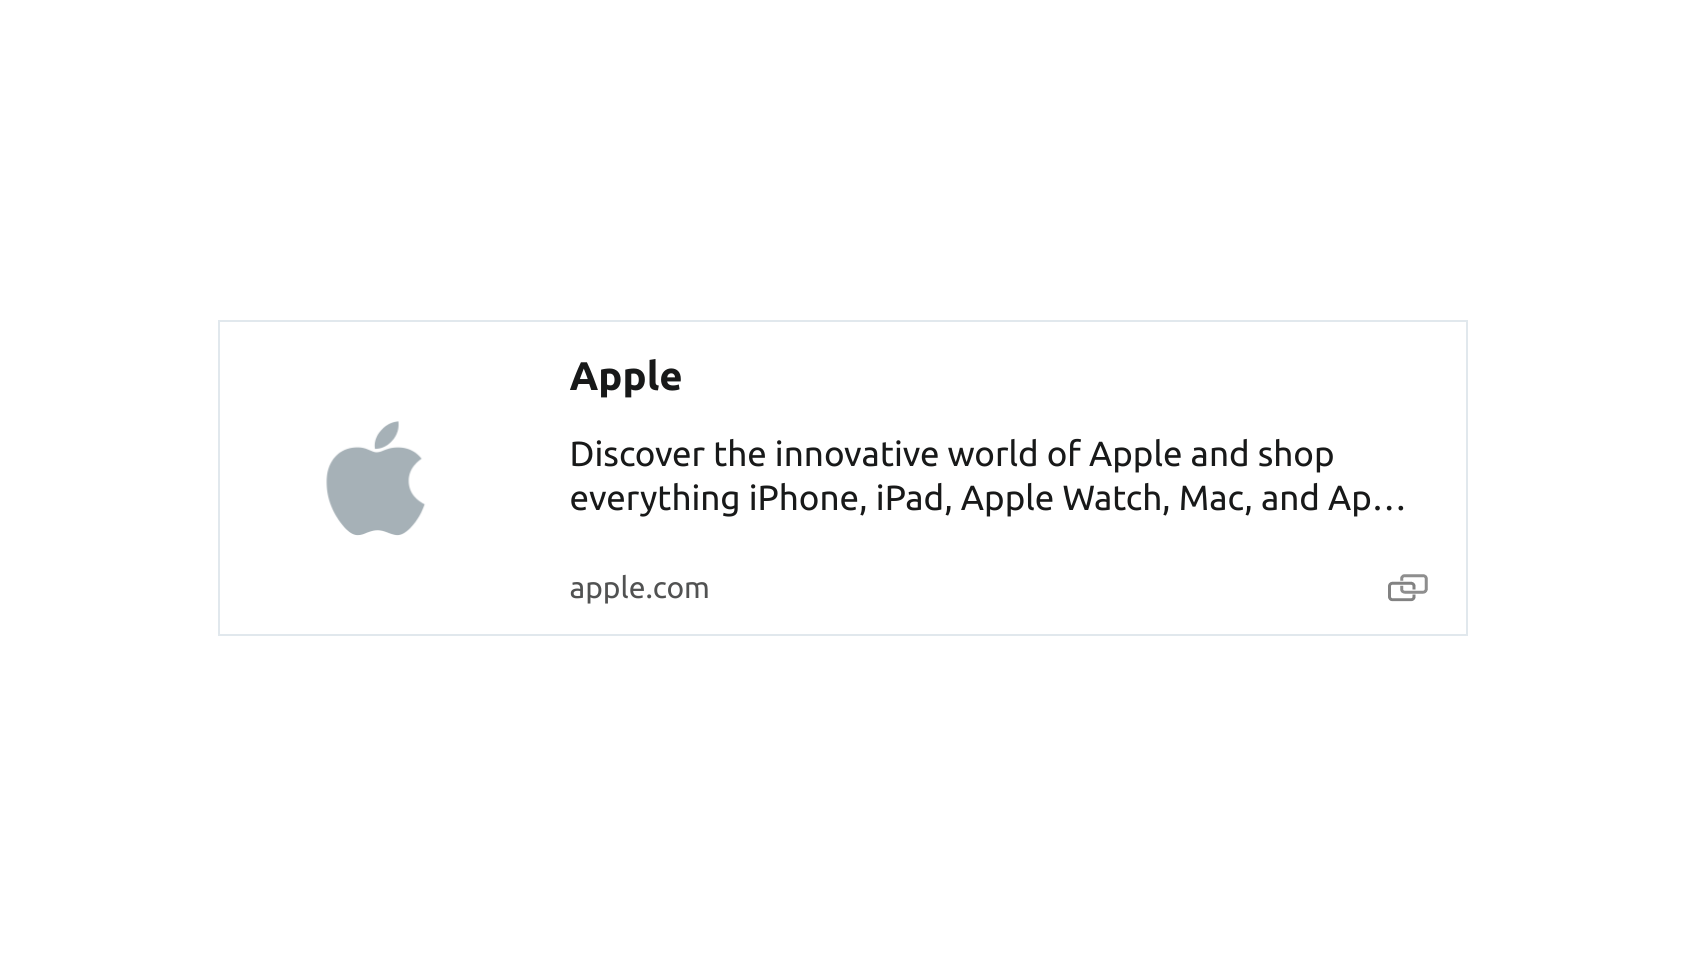 Apple
Discover the innovative world of Apple and shop
everything iPhone, iPad, Apple Watch, Mac, and Ap…
apple.com